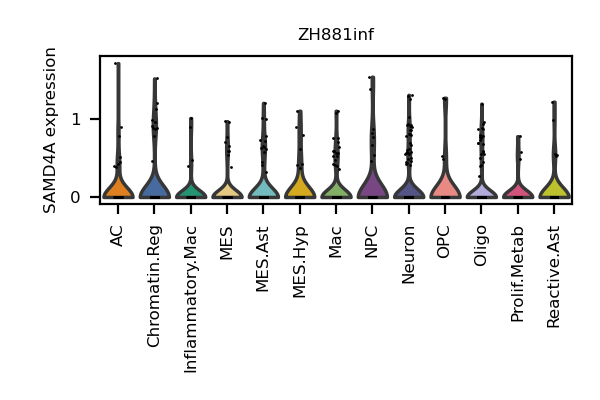 ZH881inf
SAMD4A expression
1
0
AC
Chromatin.Reg
Inflammatory.Mac
MES
MES.Ast
MES.Hyp
Mac
NPC
Neuron
OPC
Oligo
Prolif.Metab
Reactive.Ast